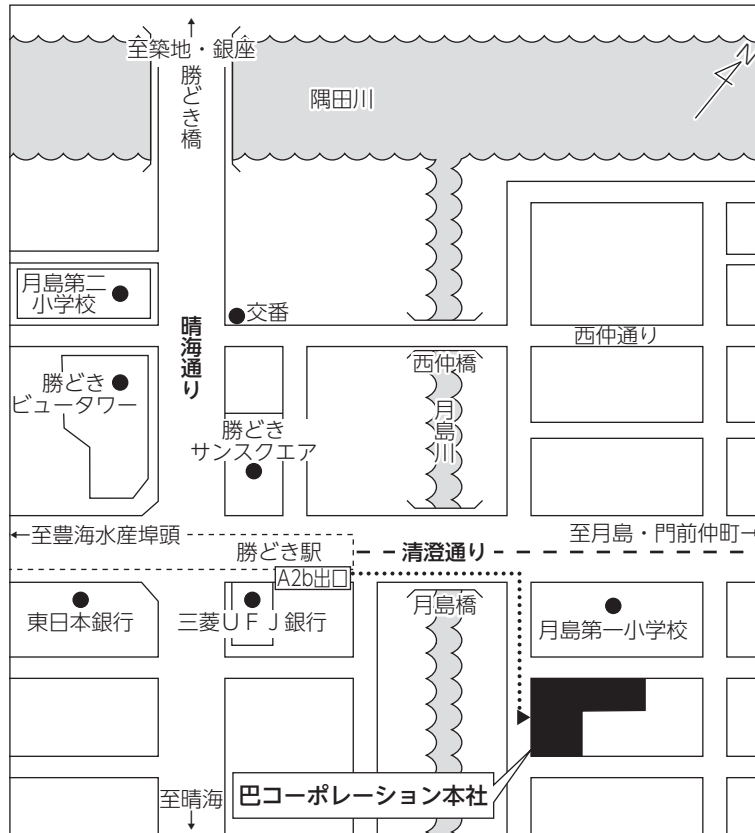 至築地・銀座
勝どき橋
隅田川
N
月島第二
小学校
交番
晴海通り
西仲通り
勝どき
ビュータワー
西仲橋
月島川
勝どき
サンスクエア
←至豊海水産埠頭
至月島・門前仲町→
勝どき駅
清澄通り
A2b出口
東日本銀行
三菱UFJ銀行
月島橋
月島第一小学校
至晴海
巴コーポレーション本社